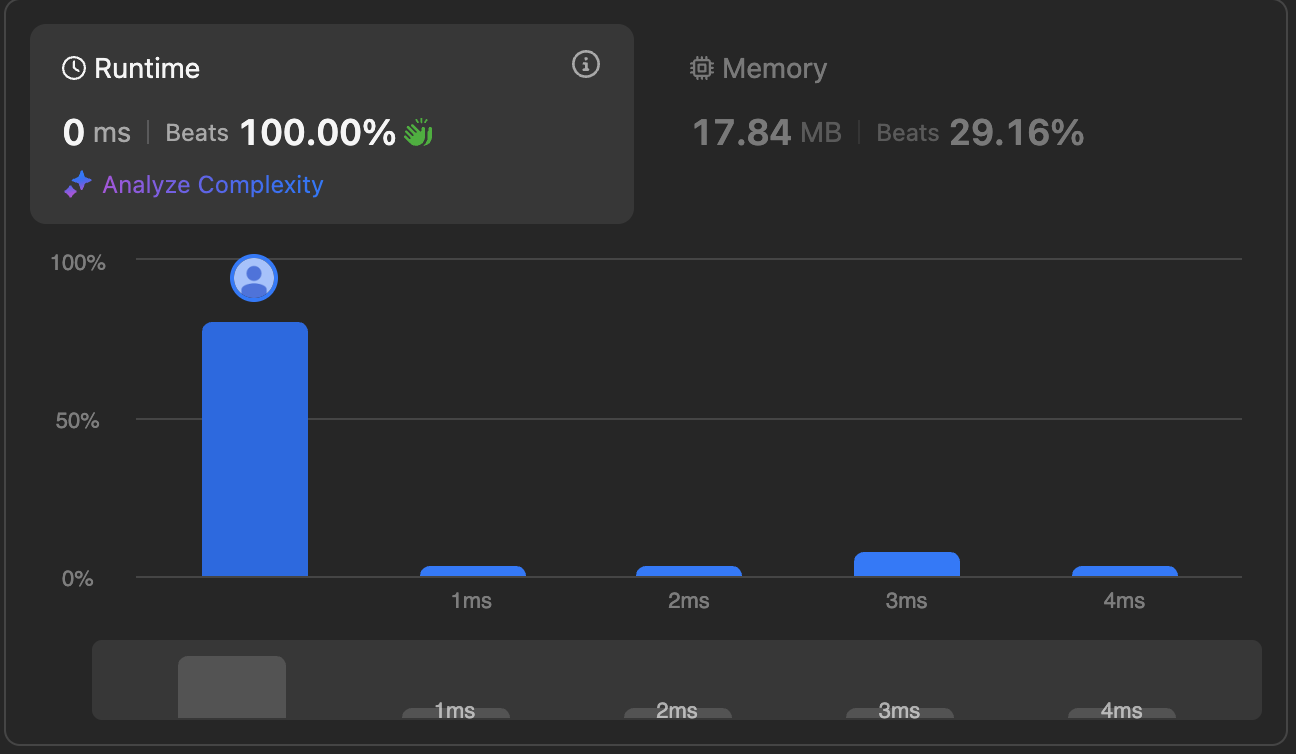 Runtime
0 ms | Beats 100.00%
Analyze Complexity
Memory
17.84 MB | Beats 29.16%
100%
50%
0%
1ms 2ms 3ms 4ms
1ms 2ms 3ms 4ms